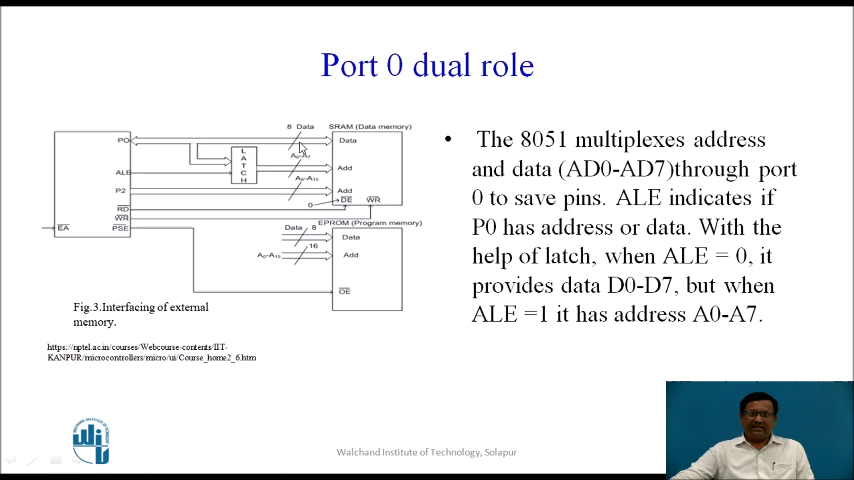 Port 0 dual role
8 Data
SRAM (Data memory)
P0
Data
L
A
T
C
H
A0-A7
ALE
Add
A8-A15
P2
Add
0
OE WR
RD
WR
EPROM (Program memory)
EA
PSE
Data 8
Data
16
A0-A15
Add
OE
Fig.3.Interfacing of external
memory.
https://nptel.ac.in/courses/Webcourse-contents/IIT-
KANPUR/microcontrollers/micro/ui/Course_home2_6.htm
• The 8051 multiplexes address
and data (AD0-AD7)through port
0 to save pins. ALE indicates if
P0 has address or data. With the
help of latch, when ALE = 0, it
provides data D0-D7, but when
ALE =1 it has address A0-A7.
Walchand Institute of Technology, Solapur